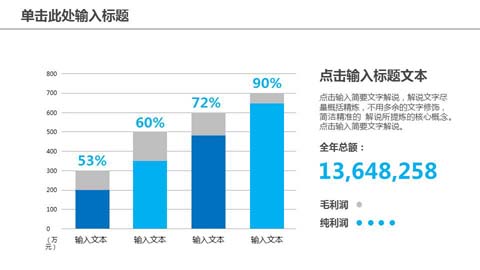 单击此处输入标题
800
700
600
500
400
300
200
100
0
（万
元）
53%
60%
72%
90%
输入文本
输入文本
输入文本
输入文本
点击输入标题文本
点击输入简要文字解说，解说文字尽
量概括精炼，不用多余的文字修饰，
简洁精准的 解说所提炼的核心概念。
点击输入简要文字解说。
全年总额：
13,648,258
毛利润
纯利润